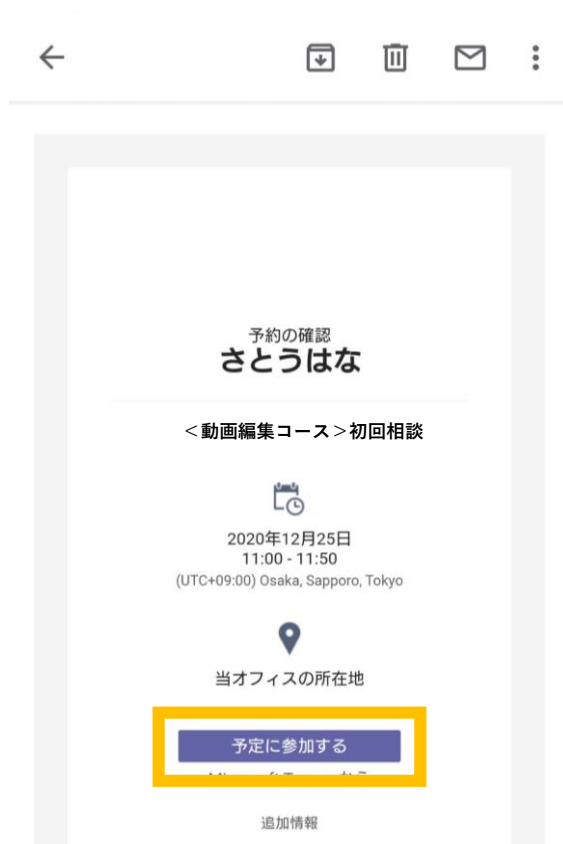 予約の確認
さとうはな
＜動画編集コース＞初回相談
2020年12月25日
11:00 - 11:50
(UTC+09:00) Osaka, Sapporo, Tokyo
当オフィスの所在地
予定に参加する
追加情報